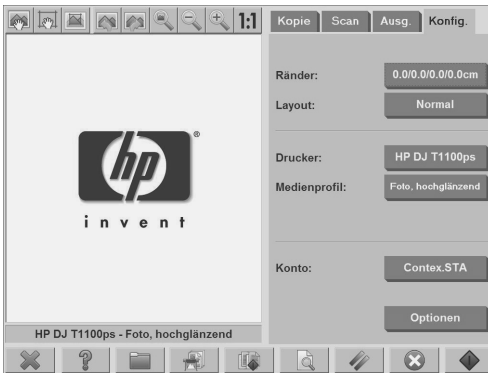 1:1
Kopie Scan Ausg. Konfig.
Ränder: 0.0/0.0/0.0/0.0cm
Layout: Normal
hp ®
invent
Drucker: HP DJ T1100ps
Medienprofil: Foto, hochglänzend
Konto: Contex.STA
Optionen
HP DJ T1100ps - Foto, hochglänzend
?